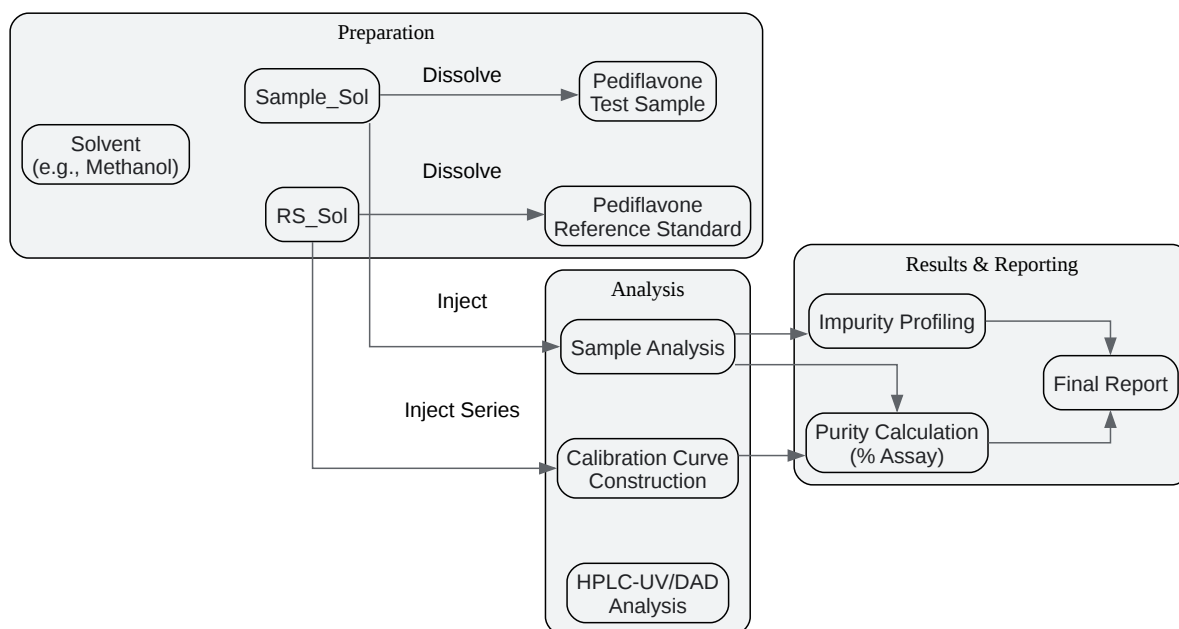 Preparation
Sample_Sol
Dissolve
Pediflavone
Test Sample
Solvent
(e.g., Methanol)
RS_Sol
Dissolve
Pediflavone
Reference Standard
Analysis
Inject
Sample Analysis
Inject Series
Calibration Curve
Construction
HPLC-UV/DAD
Analysis
Results & Reporting
Impurity Profiling
Final Report
Purity Calculation
(% Assay)